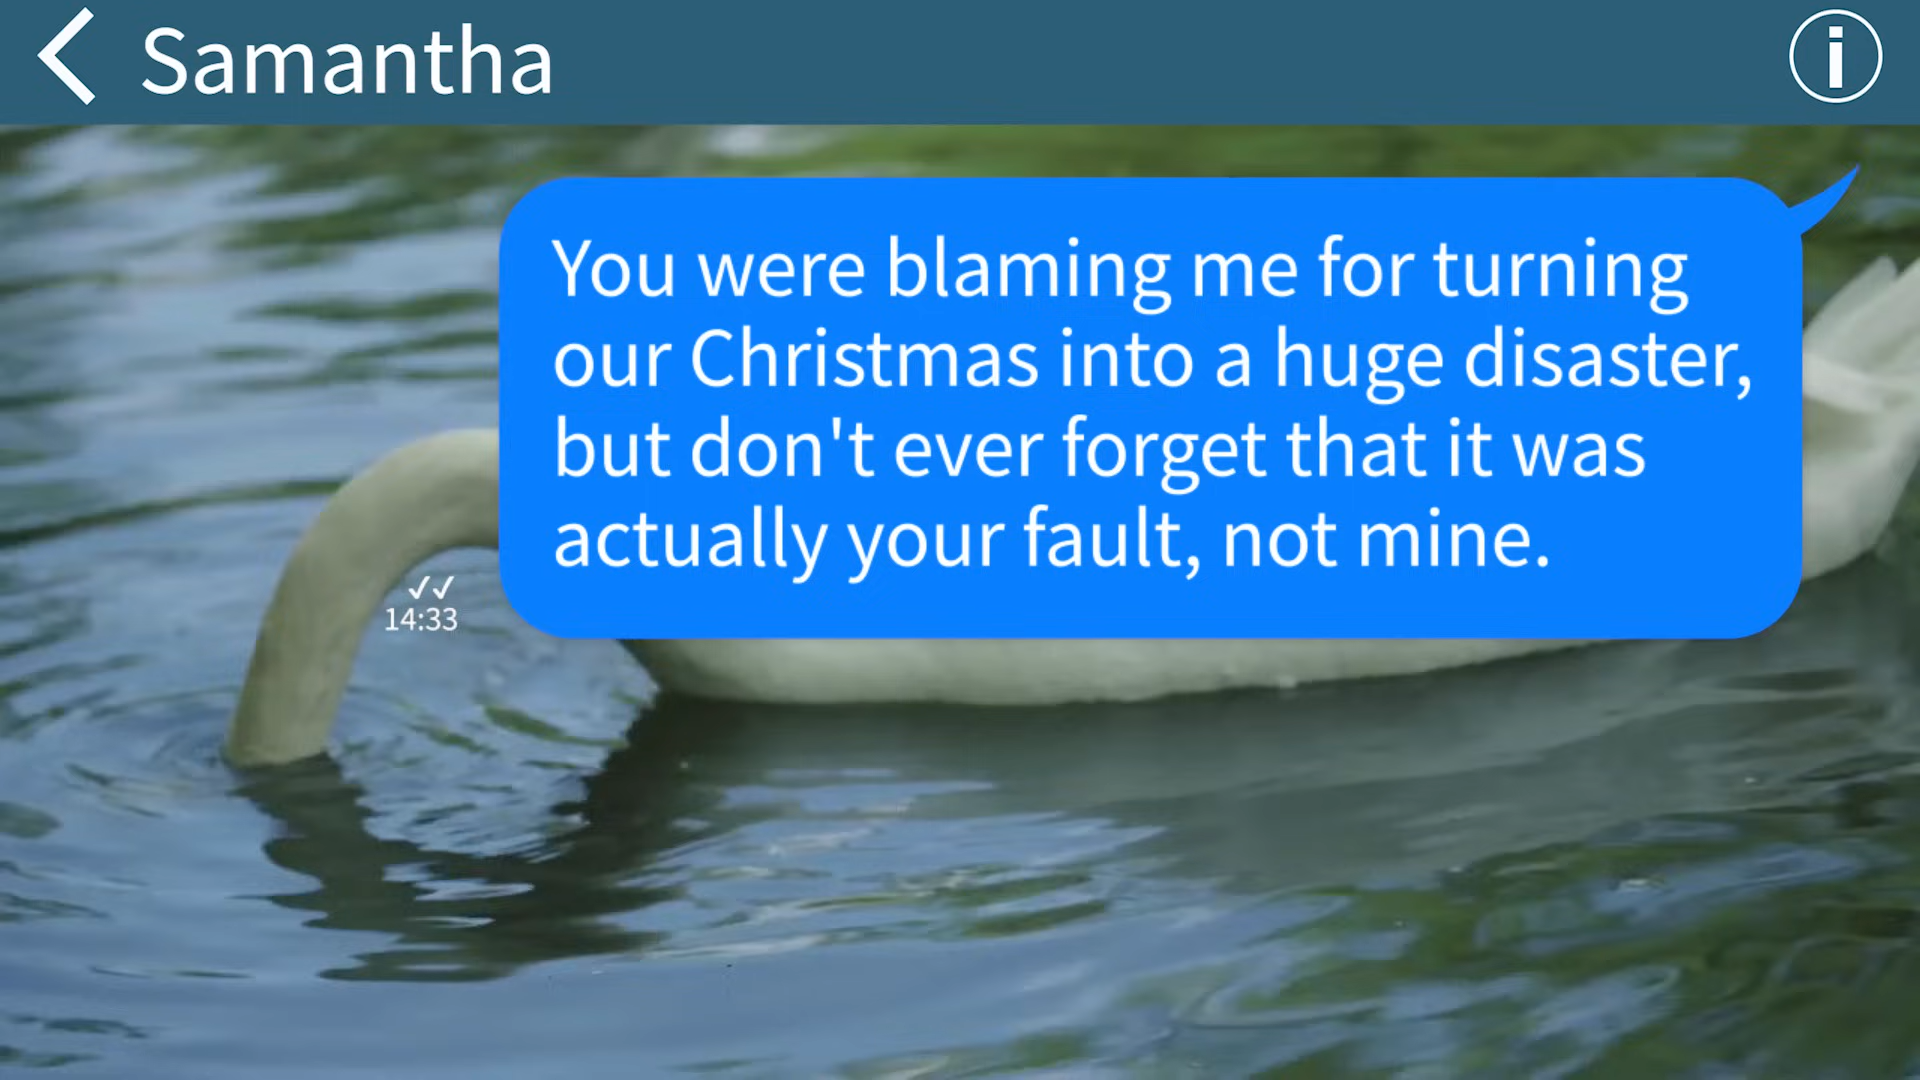 Samantha
You were blaming me for turning
our Christmas into a huge disaster,
but don't ever forget that it was
actually your fault, not mine.
14:33